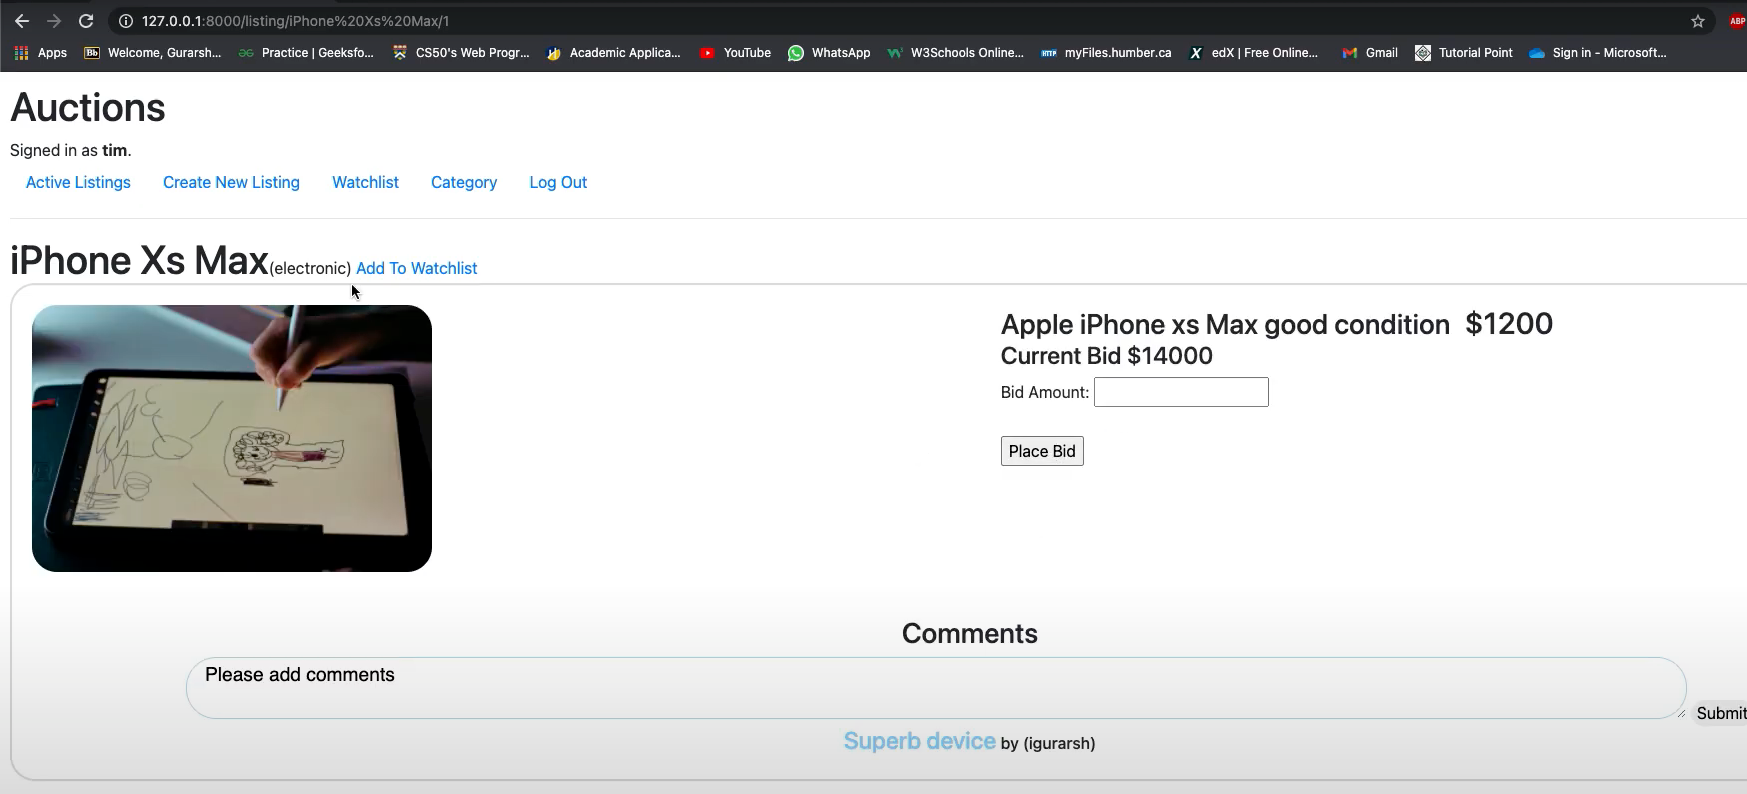 127.0.0.1:8000/listing/iPhone%20Xs%20Max/1
ABP
Apps Bb Welcome, Gurarsh... Practice | Geeksfo... CS50's Web Progr... Academic Applica... YouTube WhatsApp W3Schools Online... HTTP myFiles.humber.ca X edX | Free Online... Gmail Tutorial Point Sign in - Microsoft...
Auctions
Signed in as tim.
Active Listings Create New Listing Watchlist Category Log Out
iPhone Xs Max(electronic) Add To Watchlist
Apple iPhone xs Max good condition $1200
Current Bid $14000
Bid Amount:
Place Bid
Comments
Please add comments
Submit
Superb device by (igurarsh)